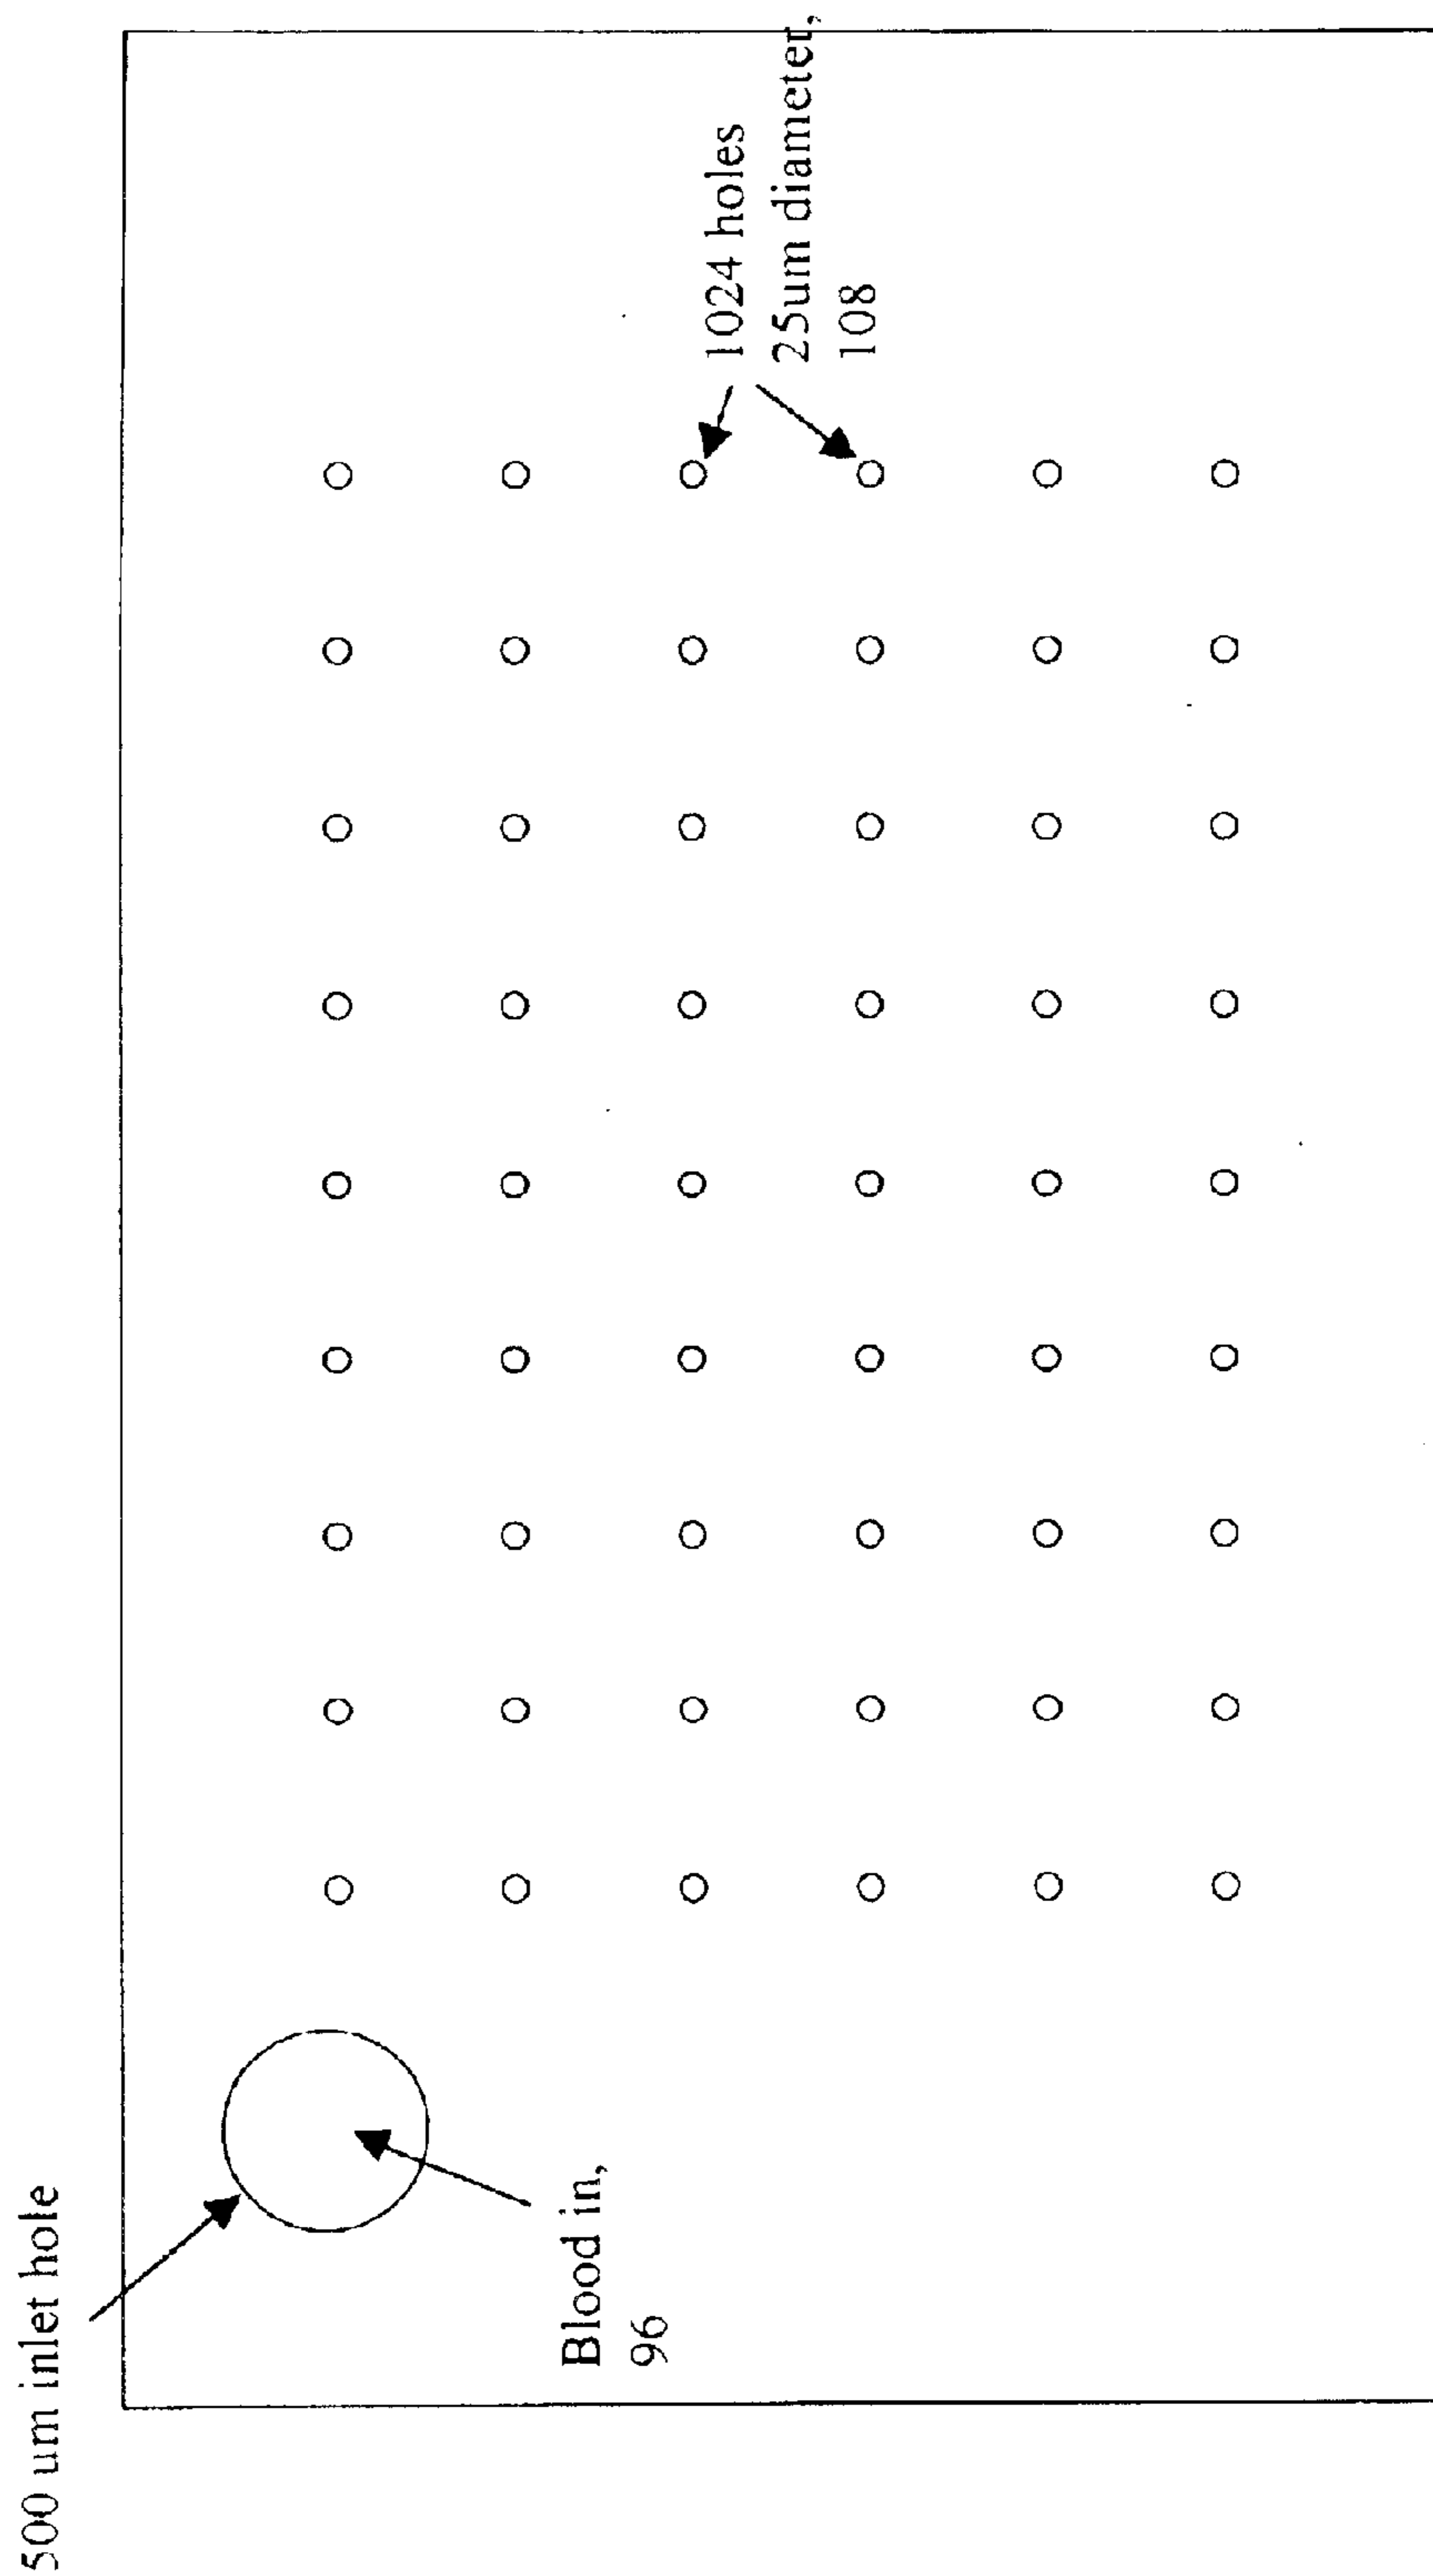 500 um inlet hole
Blood in,
96
1024 holes
25um diameter,
108